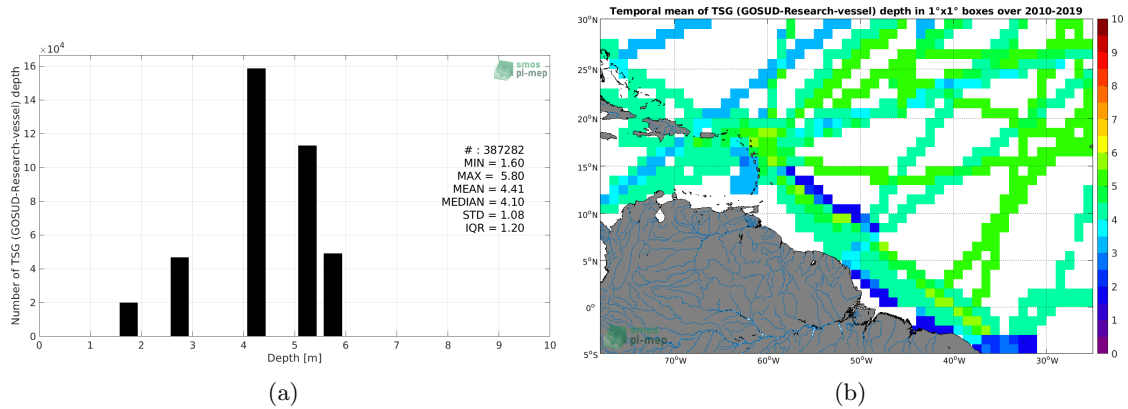 ×10⁴
16
14
12
10
8
6
4
2
0
Number of TSG (GOSUD-Research-vessel) depth
0 1 2 3 4 5 6 7 8 9 10
Depth [m]
smos
pi-mep
# : 387282
MIN = 1.60
MAX = 5.80
MEAN = 4.41
MEDIAN = 4.10
STD = 1.08
IQR = 1.20
(a)
Temporal mean of TSG (GOSUD-Research-vessel) depth in 1°x1° boxes over 2010-2019
30°N
25°N
20°N
15°N
10°N
5°N
0°
5°S
70°W 60°W 50°W 40°W 30°W
smos
pi-mep
10
9
8
7
6
5
4
3
2
1
0
(b)